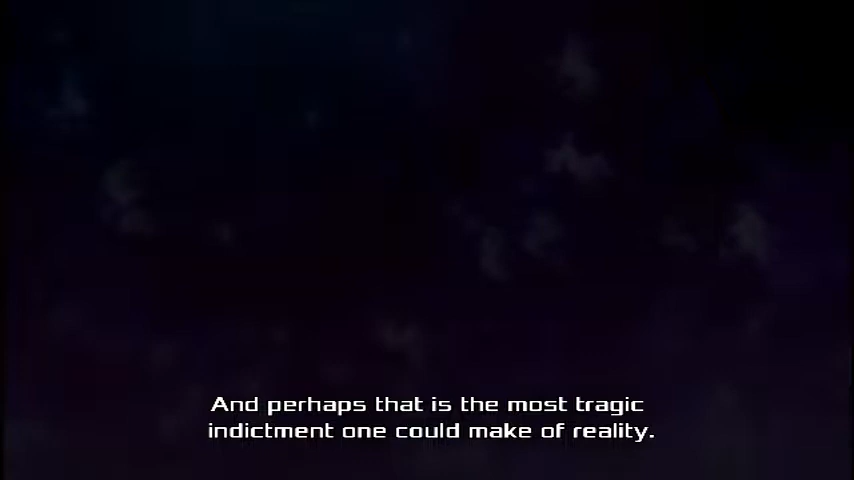 And perhaps that is the most tragic
indictment one could make of reality.